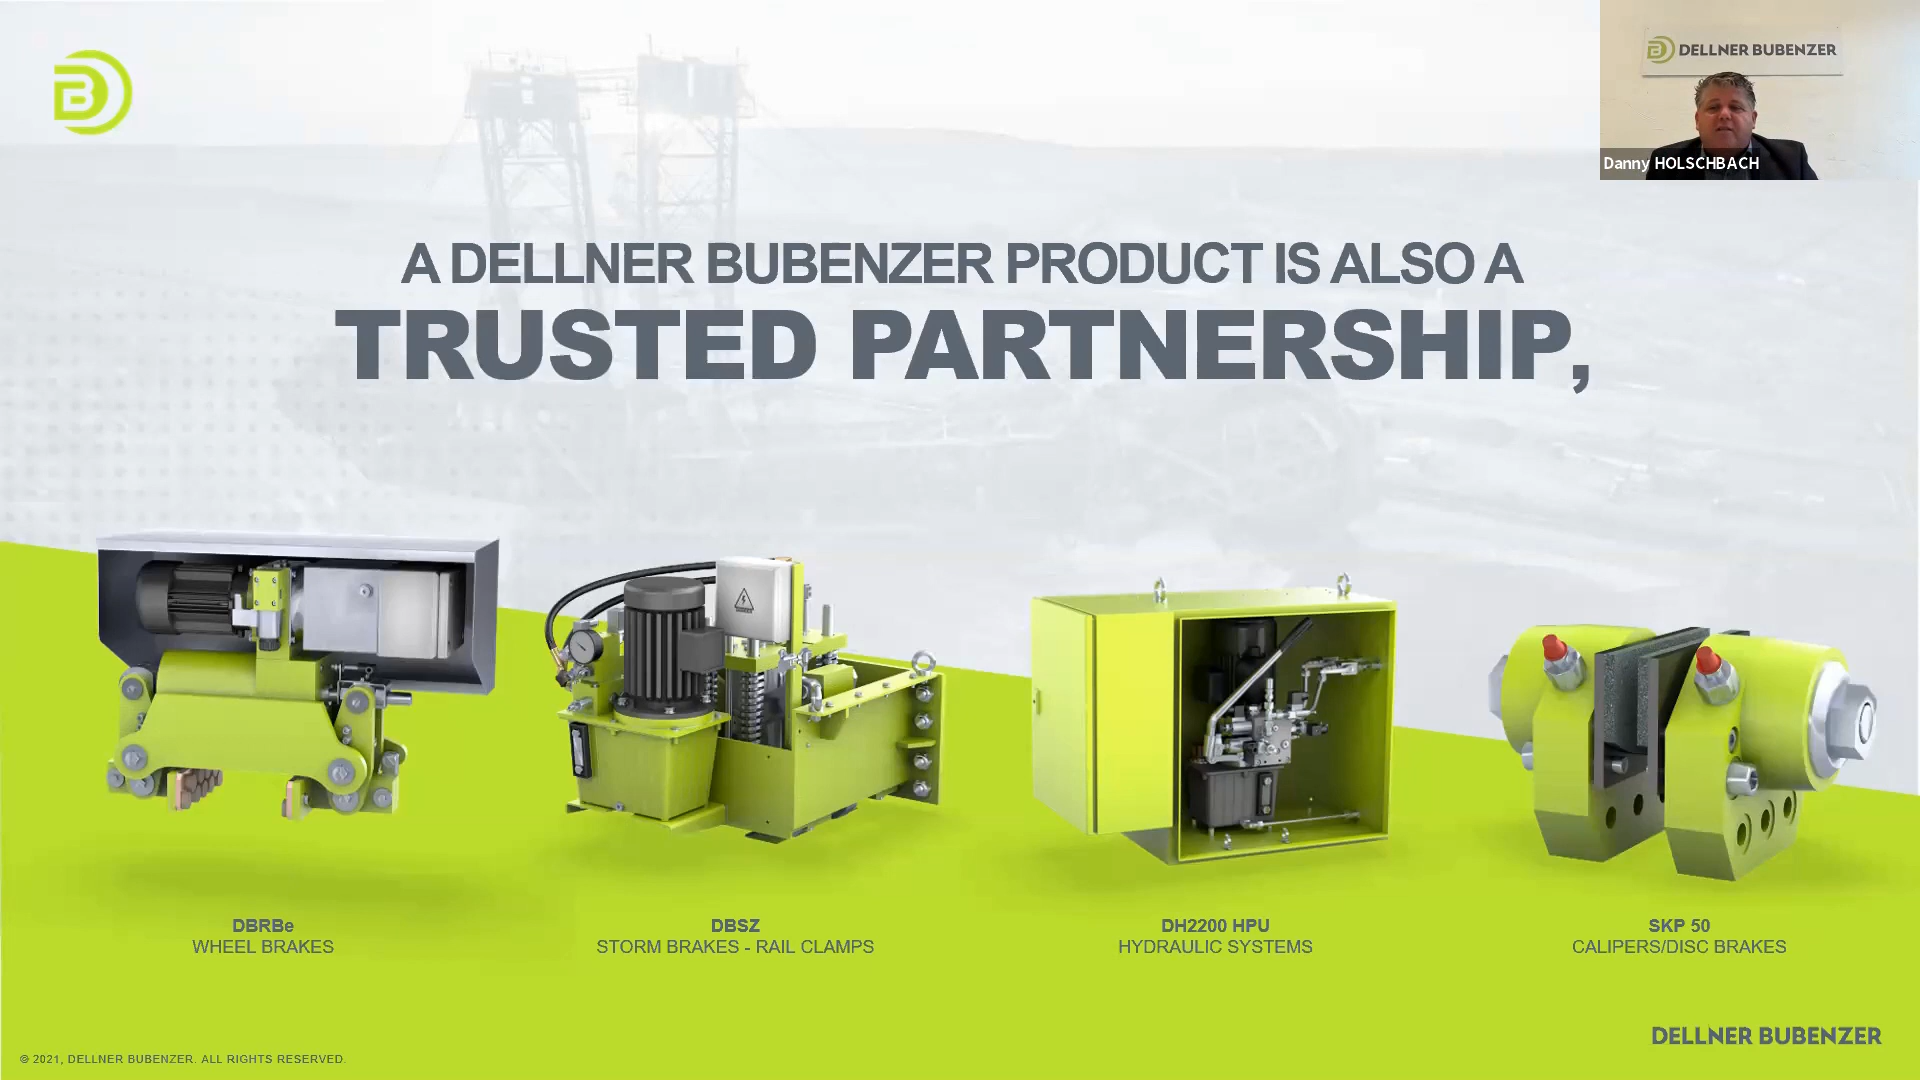 DELLNER BUBENZER
Danny HOLSCHBACH
A DELLNER BUBENZER PRODUCT IS ALSO A
TRUSTED PARTNERSHIP,
DBRBe
WHEEL BRAKES
DBSZ
STORM BRAKES - RAIL CLAMPS
DH2200 HPU
HYDRAULIC SYSTEMS
SKP 50
CALIPERS/DISC BRAKES
DELLNER BUBENZER
© 2021, DELLNER BUBENZER. ALL RIGHTS RESERVED.